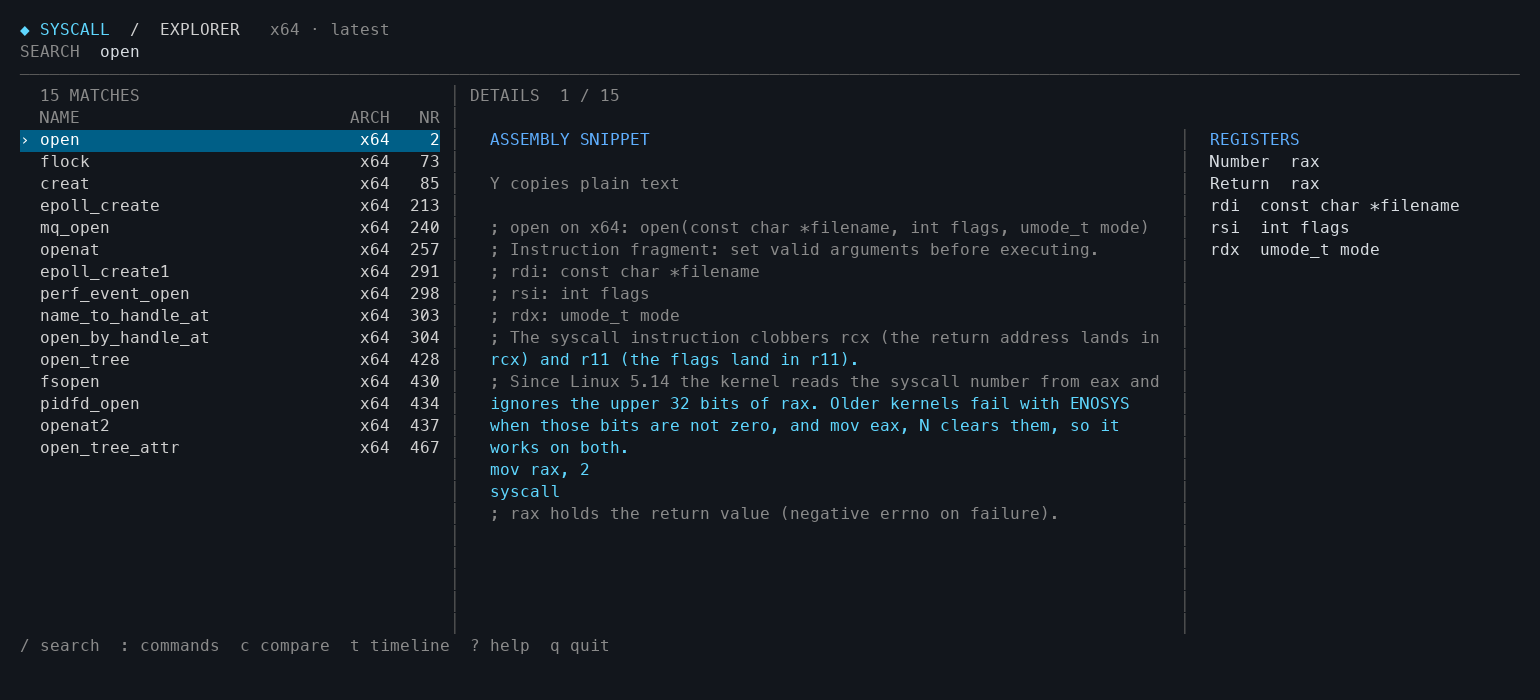 ◆ SYSCALL / EXPLORER x64 · latest
SEARCH open
15 MATCHES
NAME ARCH NR
› open x64 2
flock x64 73
creat x64 85
epoll_create x64 213
mq_open x64 240
openat x64 257
epoll_create1 x64 291
perf_event_open x64 298
name_to_handle_at x64 303
open_by_handle_at x64 304
open_tree x64 428
fsopen x64 430
pidfd_open x64 434
openat2 x64 437
open_tree_attr x64 467
DETAILS 1 / 15
ASSEMBLY SNIPPET
Y copies plain text
; open on x64: open(const char *filename, int flags, umode_t mode)
; Instruction fragment: set valid arguments before executing.
; rdi: const char *filename
; rsi: int flags
; rdx: umode_t mode
; The syscall instruction clobbers rcx (the return address lands in
rcx) and r11 (the flags land in r11).
; Since Linux 5.14 the kernel reads the syscall number from eax and
ignores the upper 32 bits of rax. Older kernels fail with ENOSYS
when those bits are not zero, and mov eax, N clears them, so it
works on both.
mov rax, 2
syscall
; rax holds the return value (negative errno on failure).
REGISTERS
Number rax
Return rax
rdi const char *filename
rsi int flags
rdx umode_t mode
/ search : commands c compare t timeline ? help q quit